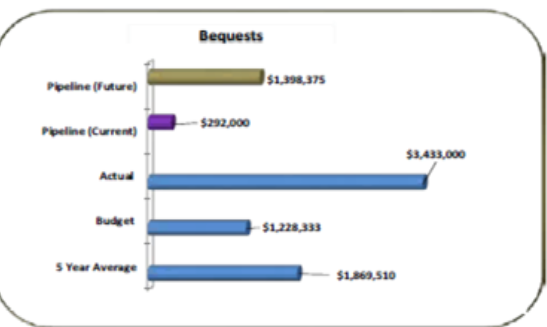 Bequests
Pipeline (Future) $1,398,375
Pipeline (Current) $292,000
Actual $3,433,000
Budget $1,228,333
5 Year Average $1,869,510